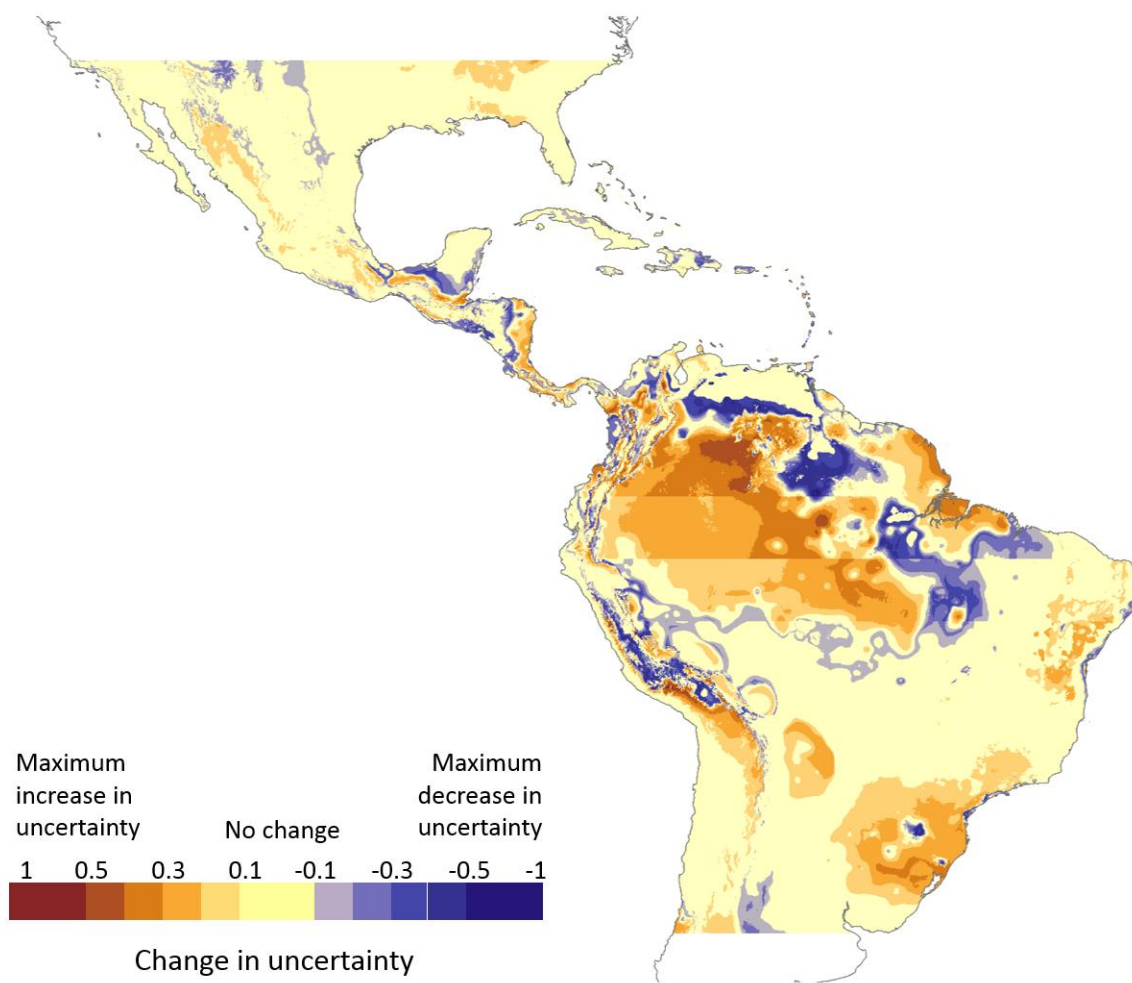 Maximum increase in uncertainty
No change
Maximum decrease in uncertainty
1 0.5 0.3 0.1 -0.1 -0.3 -0.5 -1
Change in uncertainty